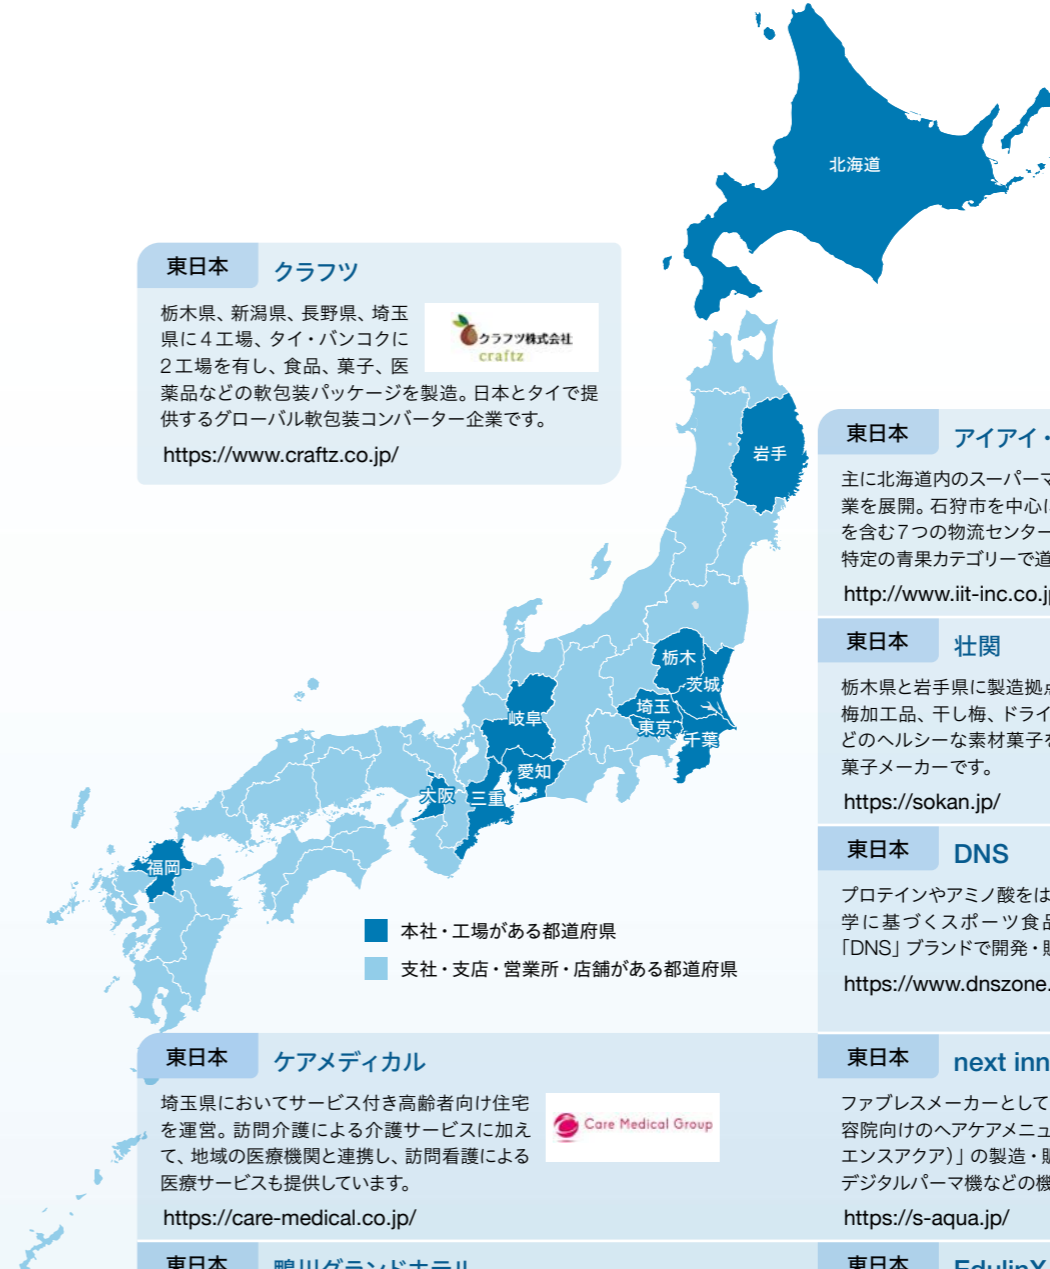 北海道
岩手
栃木
茨城
埼玉
東京
千葉
岐阜
愛知
大阪
三重
福岡
本社・工場がある都道府県
支社・支店・営業所・店舗がある都道府県
東日本
クラフツ
栃木県、新潟県、長野県、埼玉
県に4工場、タイ・バンコクに
2工場を有し、食品、菓子、医
薬品などの軟包装パッケージを製造。日本とタイで提
供するグローバル軟包装コンバーター企業です。
クラフツ株式会社
craftz
https://www.craftz.co.jp/
東日本
アイアイ・
主に北海道内のスーパーマ
業を展開。石狩市を中心に
を含む7つの物流センター
特定の青果カテゴリーで道
http://www.iit-inc.co.j
東日本
壮関
栃木県と岩手県に製造拠点
梅加工品、干し梅、ドライ
どのヘルシーな素材菓子を
菓子メーカーです。
https://sokan.jp/
東日本
DNS
プロテインやアミノ酸をは
学に基づくスポーツ食品
「DNS」ブランドで開発・販
https://www.dnszone.
東日本
ケアメディカル
埼玉県においてサービス付き高齢者向け住宅
を運営。訪問介護による介護サービスに加え
て、地域の医療機関と連携し、訪問看護による
医療サービスも提供しています。
Care Medical Group
https://care-medical.co.jp/
東日本
next inn
ファブレスメーカーとして
容院向けのヘアケアメニュ
エンスアクア)」の製造・販
デジタルパーマ機などの機
https://s-aqua.jp/
東日本
鴨川グランドホテル
東日本
EdulinX